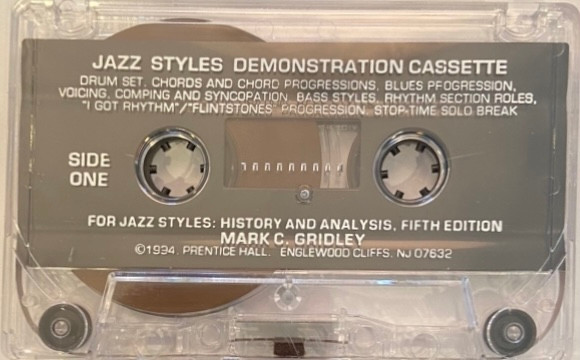 JAZZ STYLES DEMONSTRATION CASSETTE
DRUM SET, CHORDS AND CHORD PROGRESSIONS, BLUES PROGRESSION,
VOICING, COMPING AND SYNCOPATION, BASS STYLES, RHYTHM SECTION ROLES,
"I GOT RHYTHM"/"FLINTSTONES" PROGRESSION, STOP-TIME SOLO BREAK
SIDE
ONE
FOR JAZZ STYLES: HISTORY AND ANALYSIS, FIFTH EDITION
MARK C. GRIDLEY
©1994, PRENTICE HALL, ENGLEWOOD CLIFFS, NJ 07632